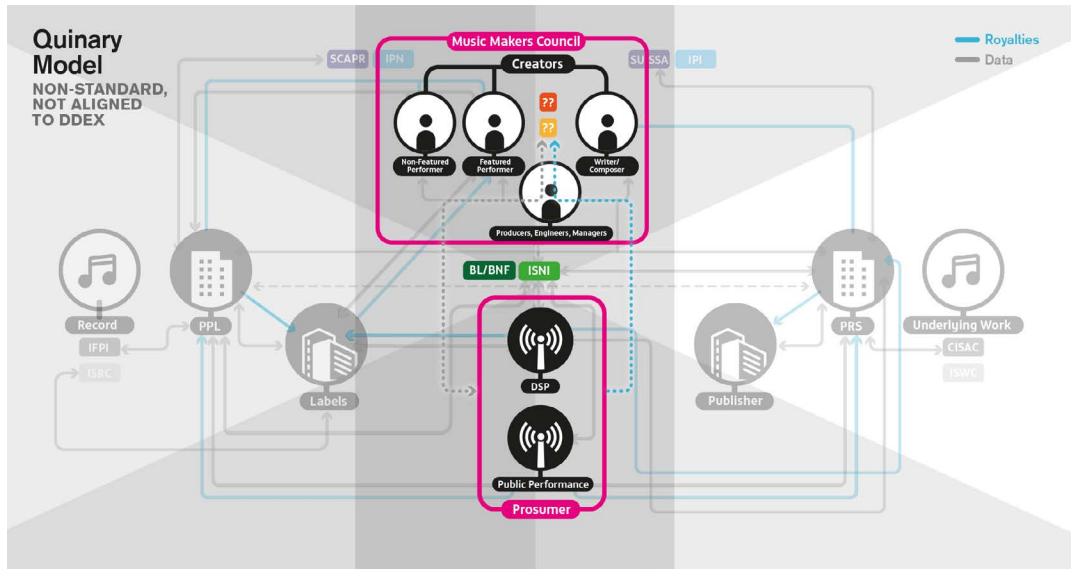 Quinary
Model
NON-STANDARD,
NOT ALIGNED
TO DDEX
Royalties
Data
Music Makers Council
Creators
SCAPR IPN
SUISSA IPI
??
??
Non-Featured
Performer
Featured
Performer
Writer/
Composer
Producers, Engineers, Managers
BL/BNF ISNI
Record
IFPI
ISRC
PPL
Labels
DSP
Public Performance
Prosumer
Publisher
PRS
Underlying Work
CISAC
ISWC